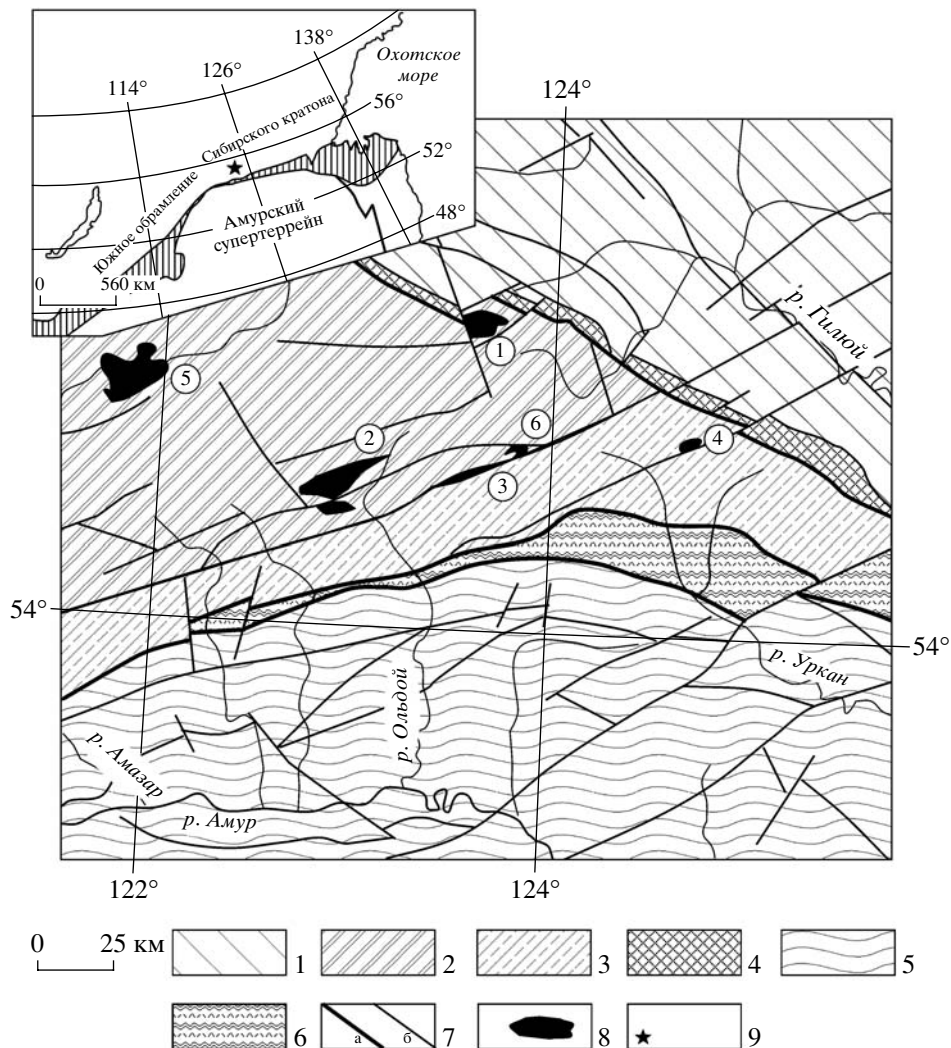 138°
Охотское
море
126°
114°
56°
124°
Сибирского кратона
52°
Южное обрамление
Амурский
супертеррейн
48°
0 560 км
р. Гилюй
1
5
2
6
4
3
54°
54°
р. Уркан
р. Ольдой
р. Амазар
р. Амур
122°
124°
0 25 км
1
2
3
4
5
6
а б 7
8
9